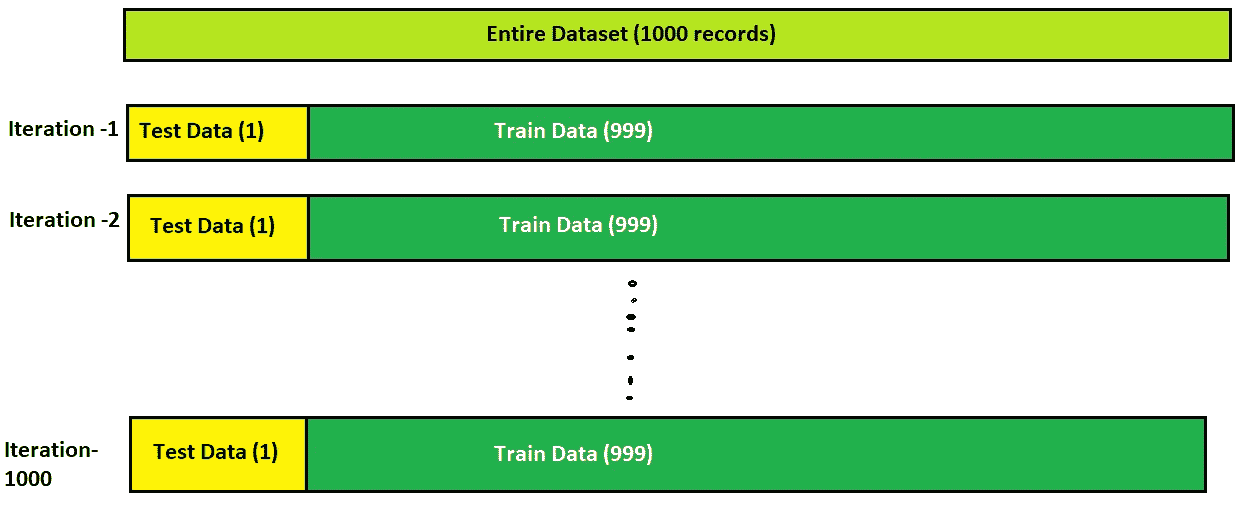 Entire Dataset (1000 records)
Iteration -1
Test Data (1)
Train Data (999)
Iteration -2
Test Data (1)
Train Data (999)
Iteration-
1000
Test Data (1)
Train Data (999)